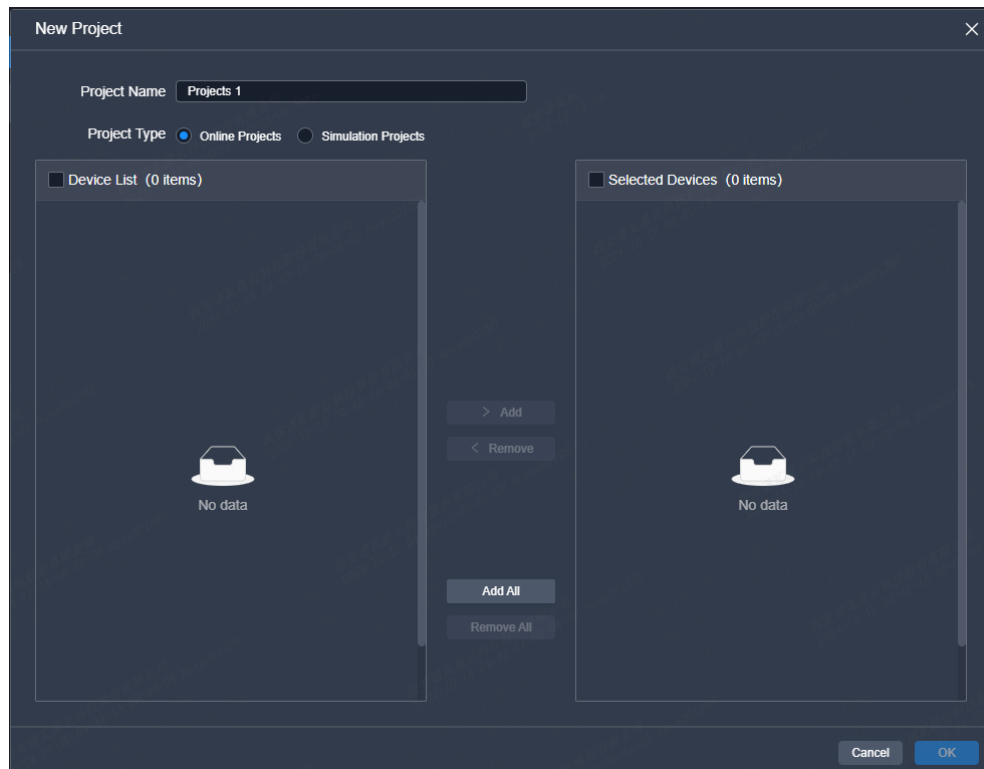 New Project
Project Name Projects 1
Project Type Online Projects Simulation Projects
Device List (0 items)
Selected Devices (0 items)
> Add
< Remove
No data
No data
Add All
Remove All
Cancel OK